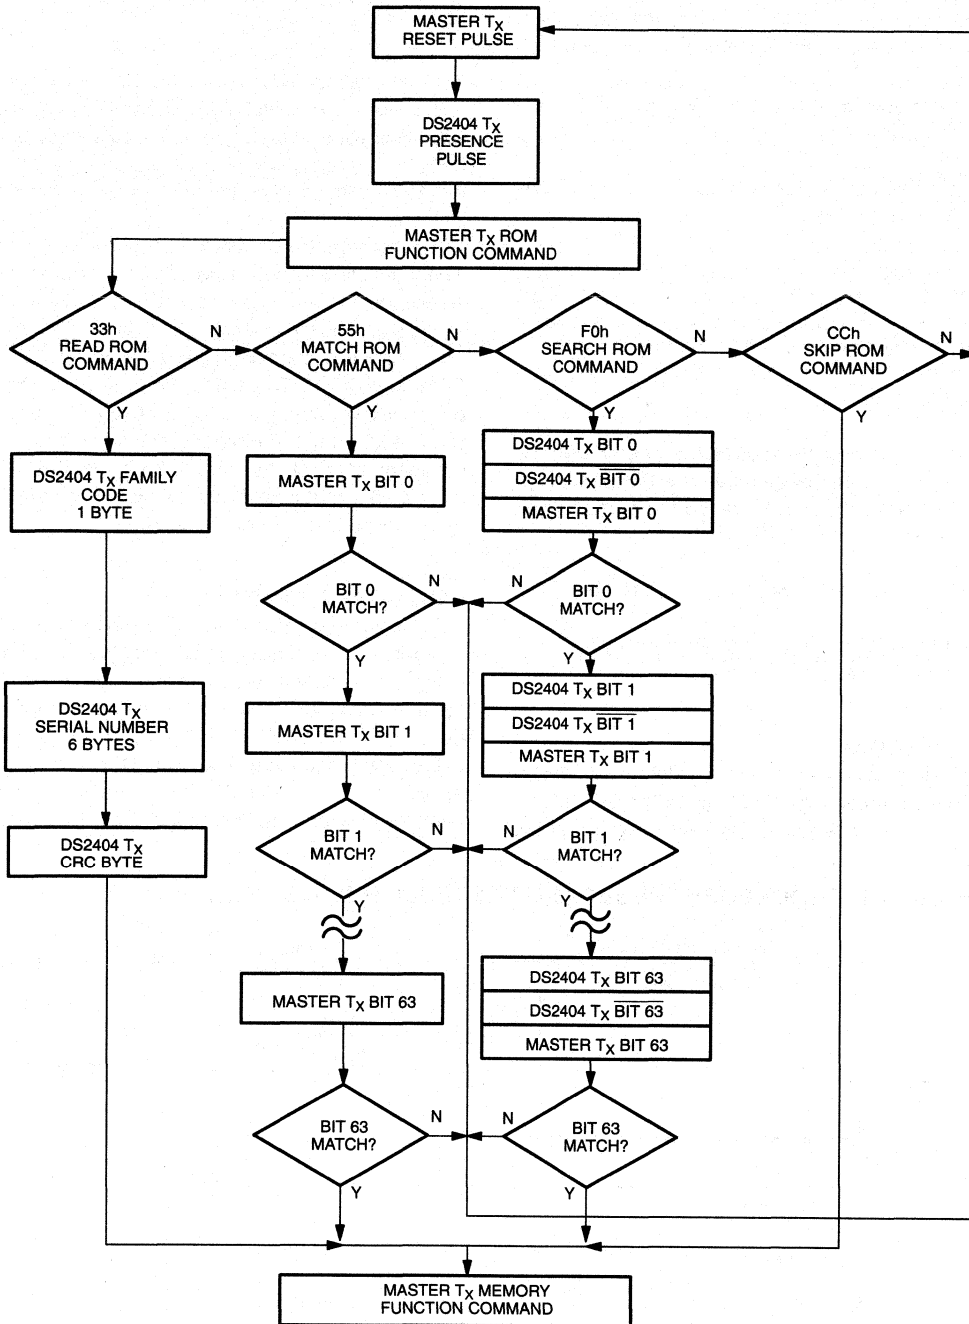 MASTER TX
RESET PULSE
DS2404 TX
PRESENCE
PULSE
MASTER TX ROM
FUNCTION COMMAND
33h
READ ROM
COMMAND
N
Y
55h
MATCH ROM
COMMAND
N
Y
F0h
SEARCH ROM
COMMAND
N
Y
CCh
SKIP ROM
COMMAND
N
Y
DS2404 TX FAMILY
CODE
1 BYTE
DS2404 TX
SERIAL NUMBER
6 BYTES
DS2404 TX
CRC BYTE
MASTER TX BIT 0
BIT 0
MATCH?
N
Y
MASTER TX BIT 1
BIT 1
MATCH?
N
Y
MASTER TX BIT 63
BIT 63
MATCH?
N
Y
DS2404 TX BIT 0
DS2404 TX B̅I̅T̅ ̅0̅
MASTER TX BIT 0
BIT 0
MATCH?
N
Y
DS2404 TX BIT 1
DS2404 TX B̅I̅T̅ ̅1̅
MASTER TX BIT 1
BIT 1
MATCH?
N
Y
DS2404 TX BIT 63
DS2404 TX B̅I̅T̅ ̅6̅3̅
MASTER TX BIT 63
BIT 63
MATCH?
N
Y
MASTER TX MEMORY
FUNCTION COMMAND